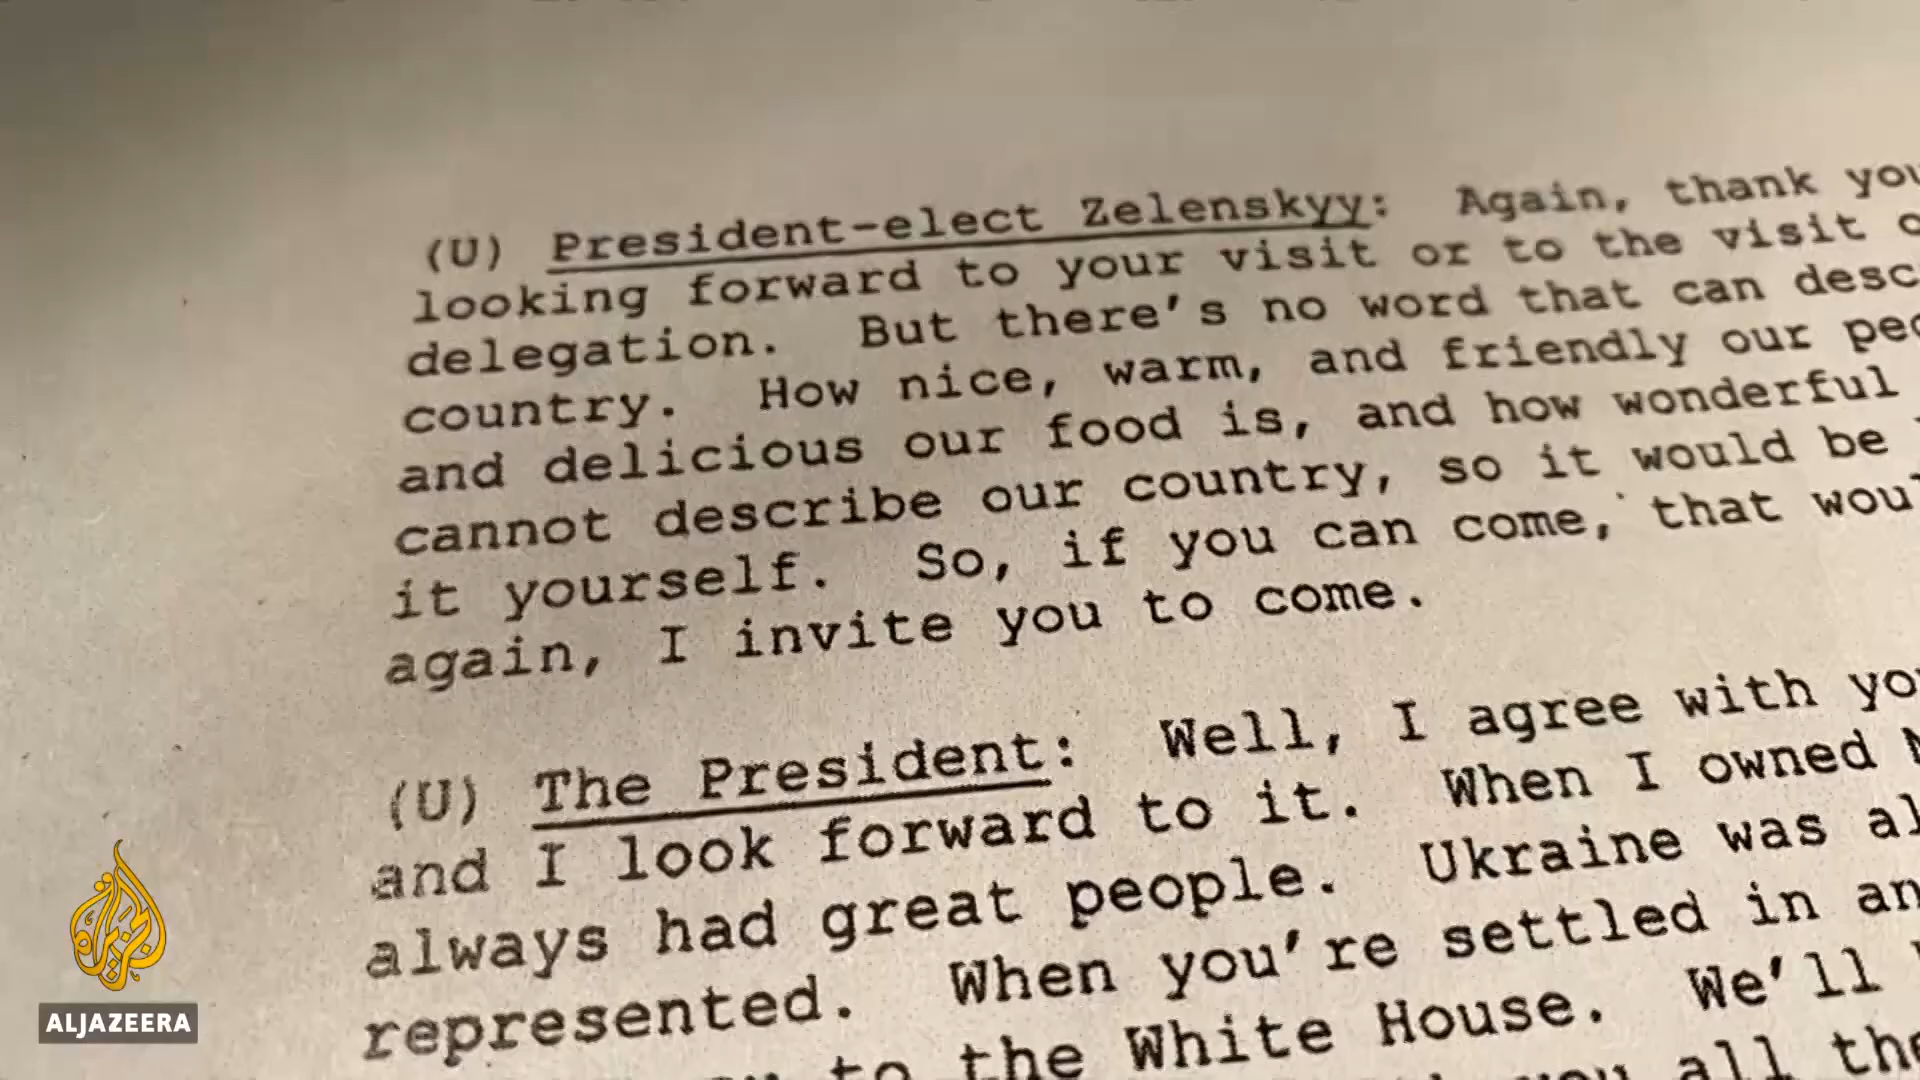 (U) President-elect Zelenskyy: Again, thank
looking forward to your visit or to the visit
delegation. But there's no word that can
country. How nice, warm, and friendly our
and delicious our food is, and how wonderful
cannot describe our country, so it would be
it yourself. So, if you can come, that
again, I invite you to come.
(U) The President: Well, I agree with
and I look forward to it. When I owned
always had great people. Ukraine was
represented. When you're settled in
to the White House. We'll
all
ALJAZEERA